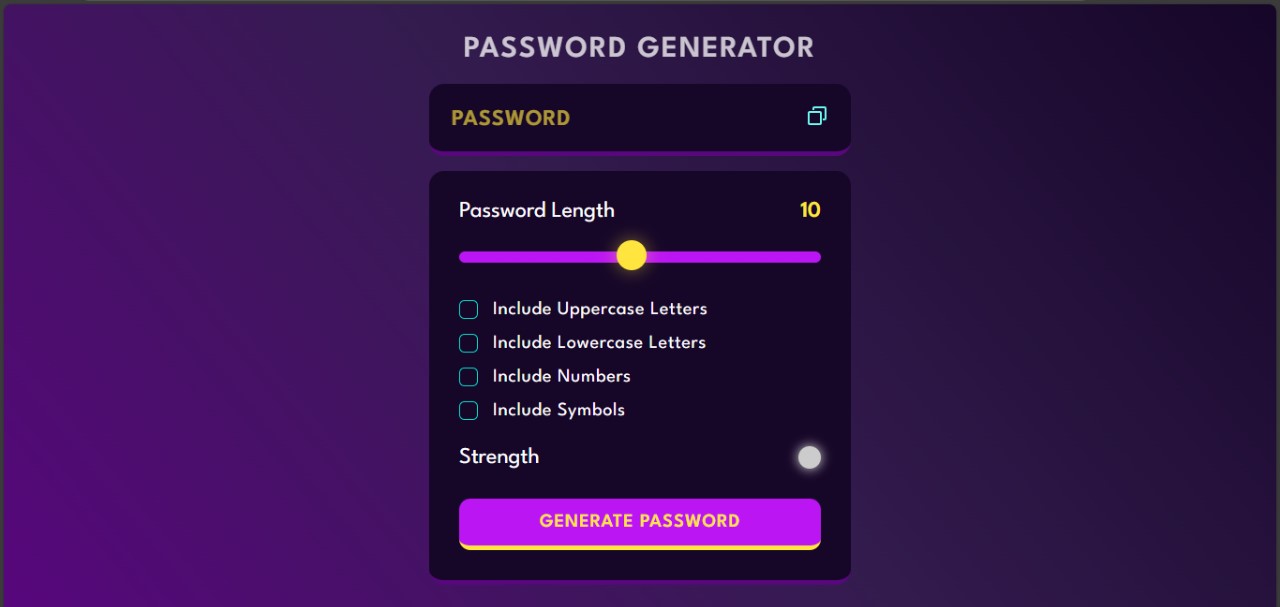 PASSWORD GENERATOR
PASSWORD
Password Length 10
Include Uppercase Letters
Include Lowercase Letters
Include Numbers
Include Symbols
Strength
GENERATE PASSWORD